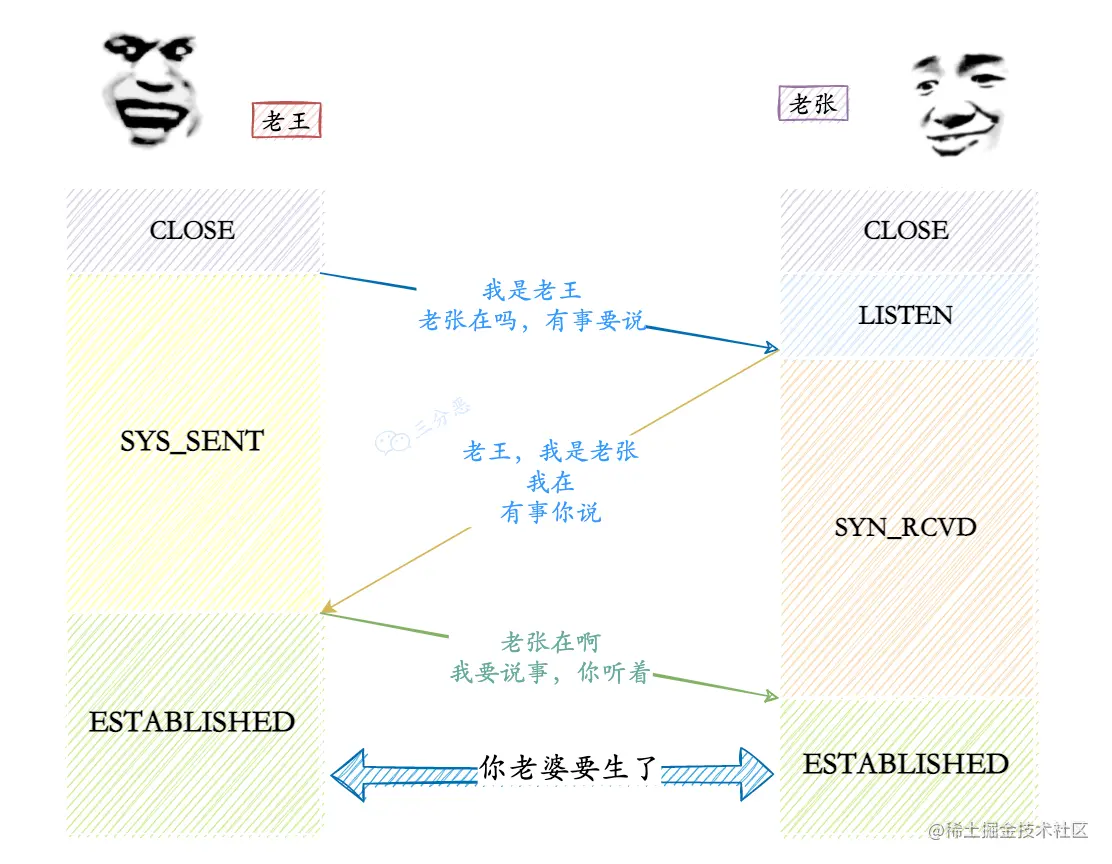 老王
老张
CLOSE
CLOSE
我是老王
老张在吗，有事要说
LISTEN
三分恶
SYS_SENT
老王，我是老张
我在
有事你说
SYN_RCVD
老张在啊
我要说事，你听着
ESTABLISHED
你老婆要生了
ESTABLISHED
@稀土掘金技术社区